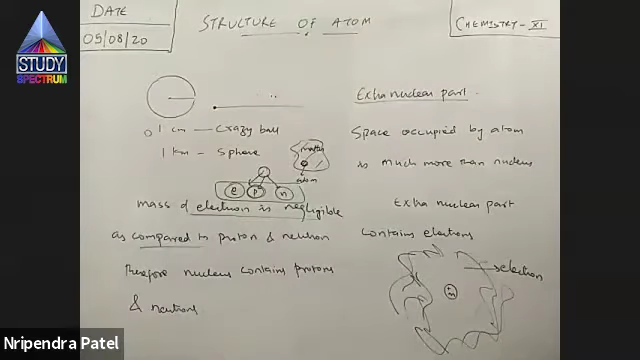 DATE
05/08/20
STRUCTURE OF ATOM
CHEMISTRY - XI
STUDY
SPECTRUM
1 cm — crazy ball
1 km - Sphere
matter
atom
e p n
mass of electron is negligible
as compared to proton & neutron
Therefore nucleus contains protons
& neutrons
Extra nuclear part.
Space occupied by atom
is much more than nucleus
Extra nuclear part
Contains electrons
Nripendra Patel